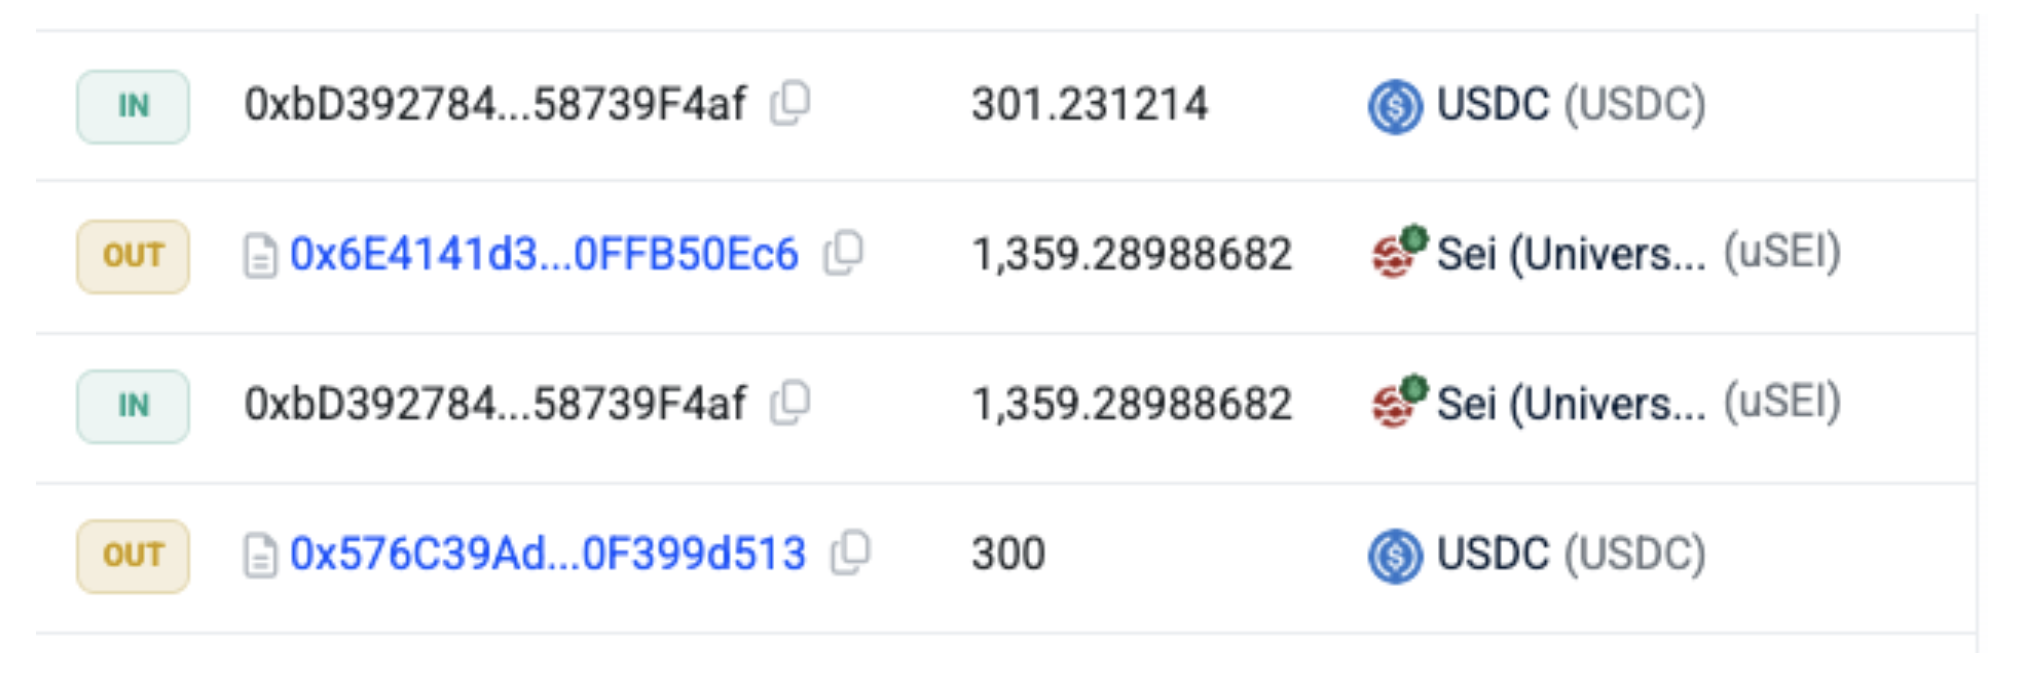 IN 0xbD392784...58739F4af 301.231214 USDC (USDC)
OUT 0x6E4141d3...0FFB50Ec6 1,359.28988682 Sei (Univers... (uSEI)
IN 0xbD392784...58739F4af 1,359.28988682 Sei (Univers... (uSEI)
OUT 0x576C39Ad...0F399d513 300 USDC (USDC)